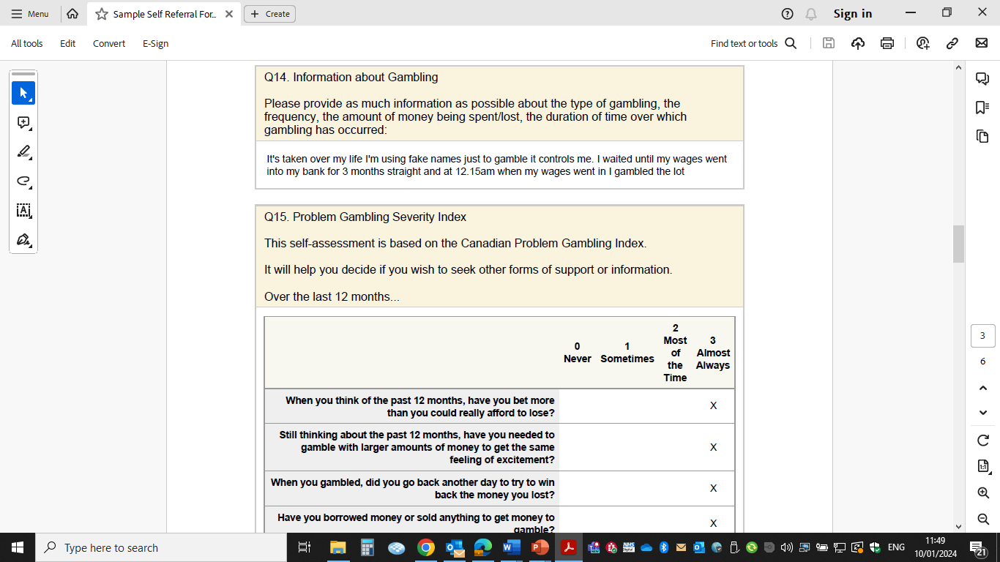 Menu
Sample Self Referral For...
Create
Sign in
All tools
Edit
Convert
E-Sign
Find text or tools
Q14. Information about Gambling
Please provide as much information as possible about the type of gambling, the
frequency, the amount of money being spent/lost, the duration of time over which
gambling has occurred:
It's taken over my life I'm using fake names just to gamble it controls me. I waited until my wages went
into my bank for 3 months straight and at 12.15am when my wages went in I gambled the lot
Q15. Problem Gambling Severity Index
This self-assessment is based on the Canadian Problem Gambling Index.
It will help you decide if you wish to seek other forms of support or information.
Over the last 12 months...
0
Never
1
Sometimes
2
Most
of
the
Time
3
Almost
Always
When you think of the past 12 months, have you bet more
than you could really afford to lose?
X
Still thinking about the past 12 months, have you needed to
gamble with larger amounts of money to get the same
feeling of excitement?
X
When you gambled, did you go back another day to try to win
back the money you lost?
X
Have you borrowed money or sold anything to get money to
gamble?
X
3
6
1:1
Type here to search
NHS
Digital
ENG
11:49
10/01/2024
21